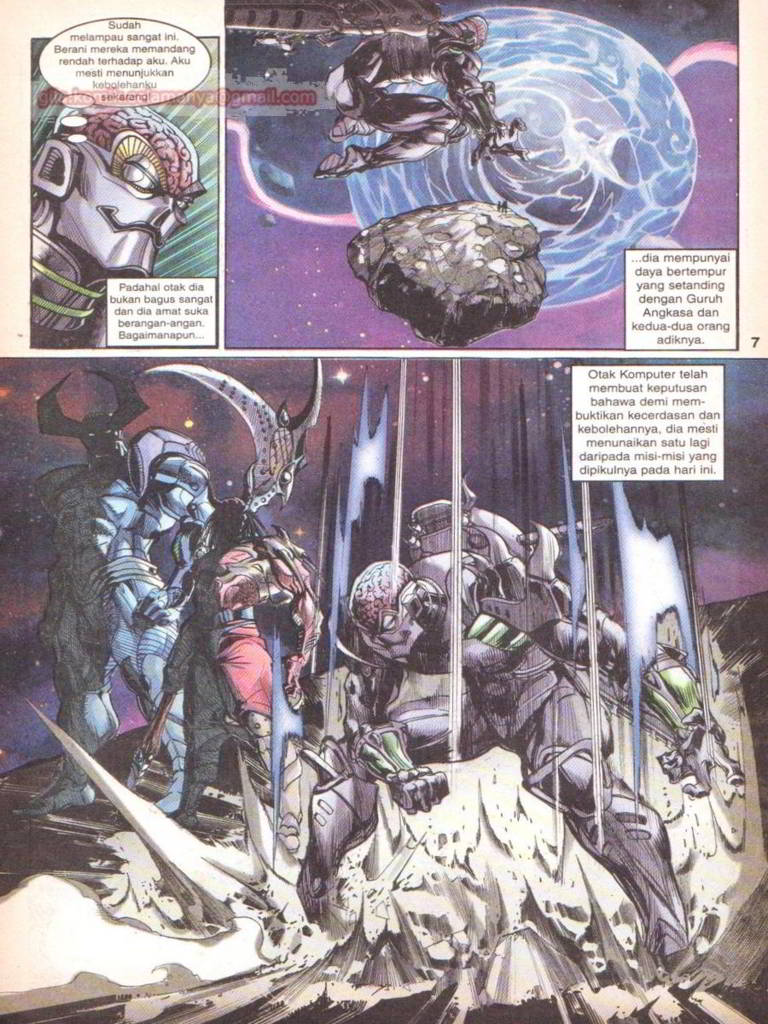 Sudah
melampau sangat ini.
Berani mereka memandang
rendah terhadap aku. Aku
mesti menunjukkan
kebolehanku
sekarang!
Padahal otak dia
bukan bagus sangat
dan dia amat suka
berangan-angan.
Bagaimanapun...
...dia mempunyai
daya bertempur
yang setanding
dengan Guruh
Angkasa dan
kedua-dua orang
adiknya.
7
Otak Komputer telah
membuat keputusan
bahawa demi mem-
buktikan kecerdasan dan
kebolehannya, dia mesti
menunaikan satu lagi
daripada misi-misi yang
dipikulnya pada hari ini.